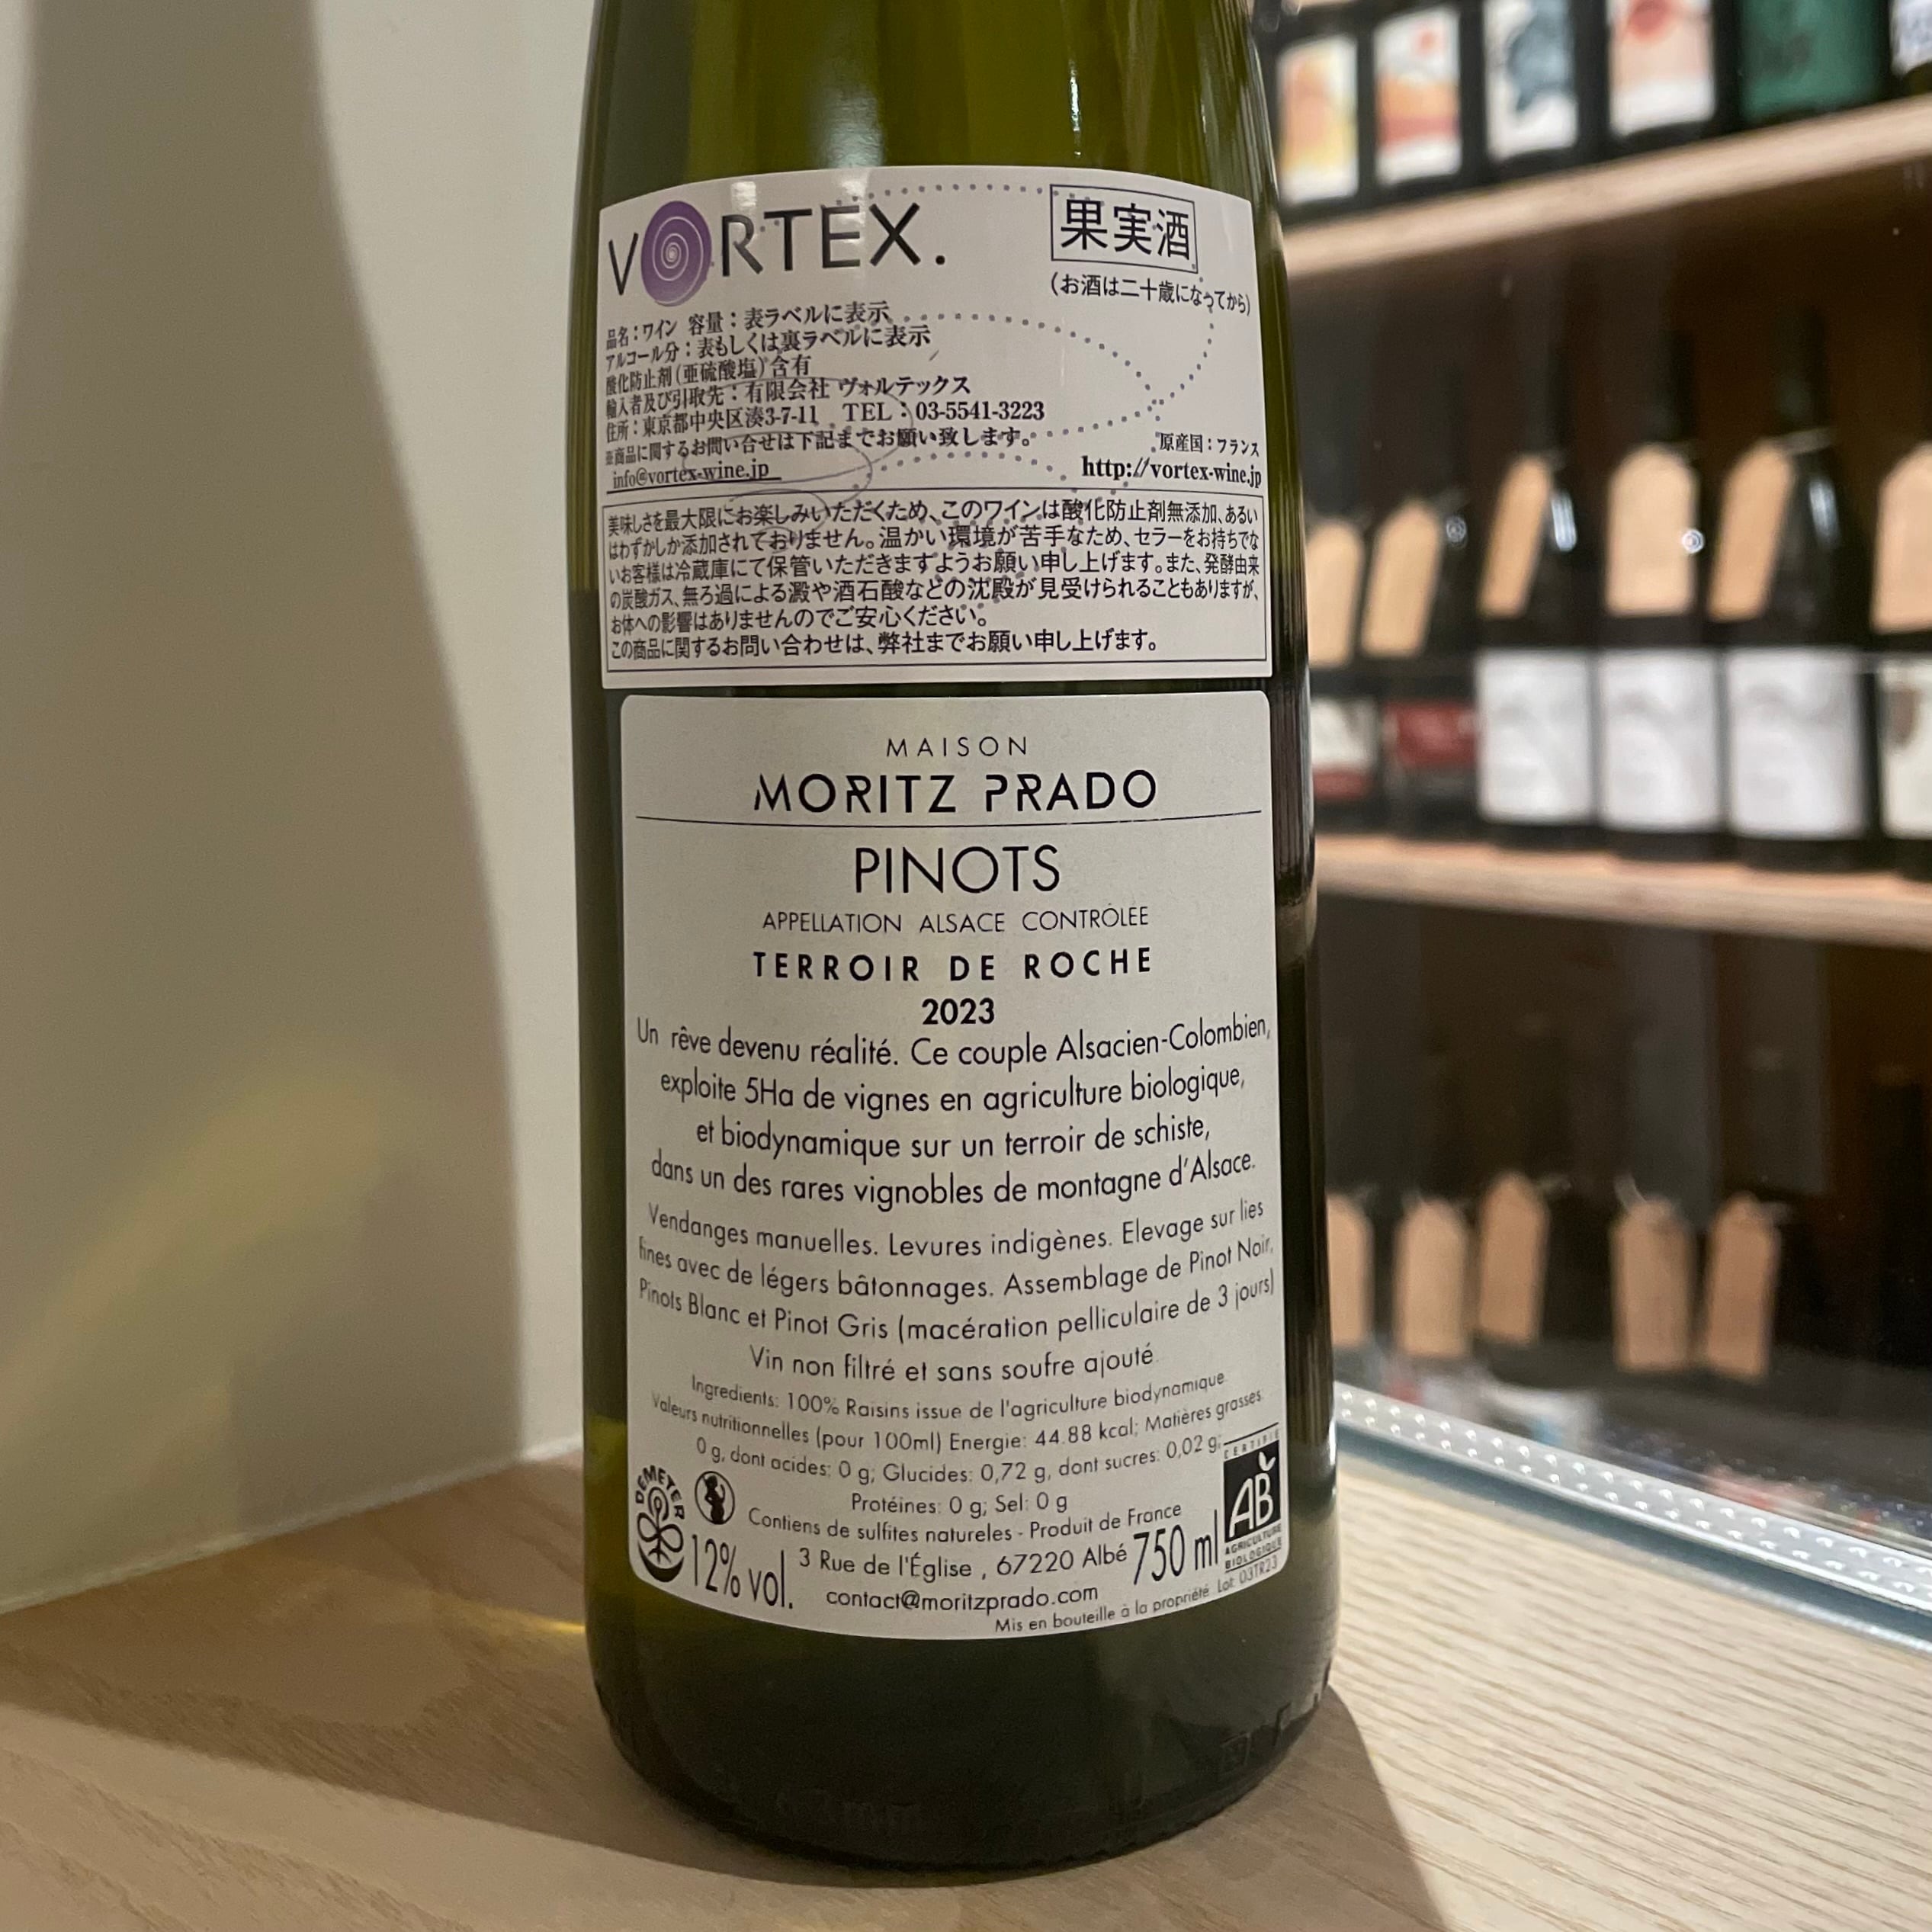 VORTEX.
果実酒
(お酒は二十歳になってから)
品名：ワイン 容量：表ラベルに表示
アルコール分：表もしくは裏ラベルに表示
酸化防止剤(亜硫酸塩)含有
輸入者及び引取先：有限会社 ヴォルテックス
住所：東京都中央区湊3-7-11 TEL：03-5541-3223
※商品に関するお問い合せは下記までお願い致します。
原産国：フランス
info@vortex-wine.jp
http://vortex-wine.jp
美味しさを最大限にお楽しみいただくため、このワインは酸化防止剤無添加、あるい
はわずかしか添加されておりません。温かい環境が苦手なため、セラーをお持ちでな
いお客様は冷蔵庫にて保管いただきますようお願い申し上げます。また、発酵由来
の炭酸ガス、無ろ過による澱や酒石酸などの沈殿が見受けられることもありますが、
お体への影響はありませんのでご安心ください。
この商品に関するお問い合わせは、弊社までお願い申し上げます。
MAISON
MORITZ PRADO
PINOTS
APPELLATION ALSACE CONTRÔLÉE
TERROIR DE ROCHE
2023
Un rêve devenu réalité. Ce couple Alsacien-Colombien,
exploite 5Ha de vignes en agriculture biologique,
et biodynamique sur un terroir de schiste,
dans un des rares vignobles de montagne d'Alsace.
Vendanges manuelles. Levures indigènes. Elevage sur lies
fines avec de légers bâtonnages. Assemblage de Pinot Noir,
Pinots Blanc et Pinot Gris (macération pelliculaire de 3 jours)
Vin non filtré et sans soufre ajouté
Ingredients: 100% Raisins issue de l'agriculture biodynamique.
Valeurs nutritionnelles (pour 100ml) Energie: 44.88 kcal; Matières grasses:
0 g, dont acides: 0 g; Glucides: 0,72 g, dont sucres: 0,02 g;
Protéines: 0 g; Sel: 0 g
Contiens de sulfites natureles - Produit de France
DEMETER
12% vol.
3 Rue de l'Église , 67220 Albé
750 ml
contact@moritzprado.com
CERTIFIÉ
AB
AGRICULTURE
BIOLOGIQUE
Mis en bouteille à la propriété Lot: 03TR23